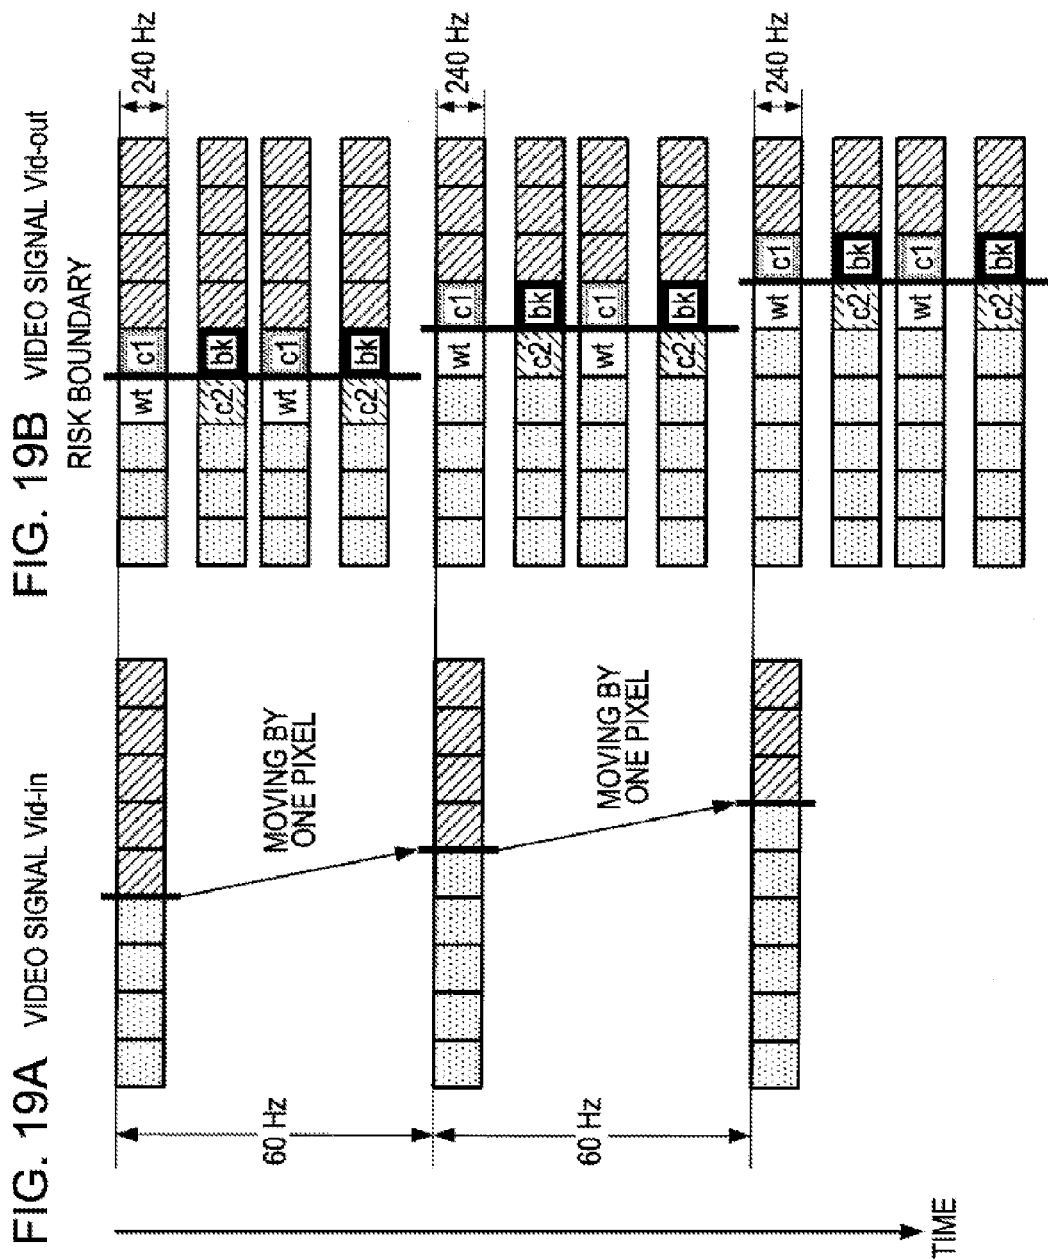 FIG. 19A VIDEO SIGNAL Vid-in
60 Hz
60 Hz
TIME
MOVING BY
ONE PIXEL
MOVING BY
ONE PIXEL
FIG. 19B VIDEO SIGNAL Vid-out
RISK BOUNDARY
wt c1
240 Hz
c2 bk
wt c1
c2 bk
wt c1
240 Hz
c2 bk
wt c1
c2 bk
wt c1
240 Hz
c2 bk
wt c1
c2 bk